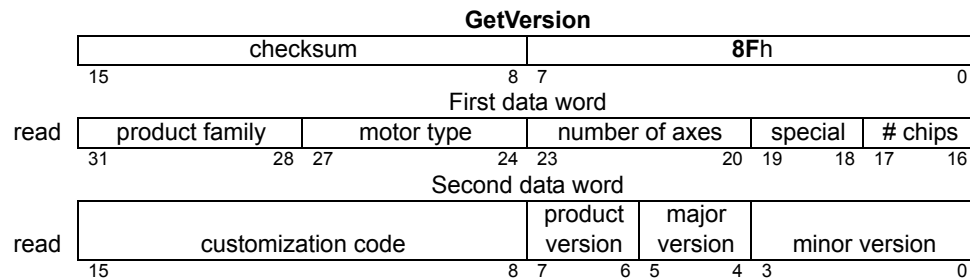 GetVersion
checksum 8Fh
15 8 7 0
First data word
read product family motor type number of axes special # chips
31 28 27 24 23 20 19 18 17 16
Second data word
product major
read customization code version version minor version
15 8 7 6 5 4 3 0